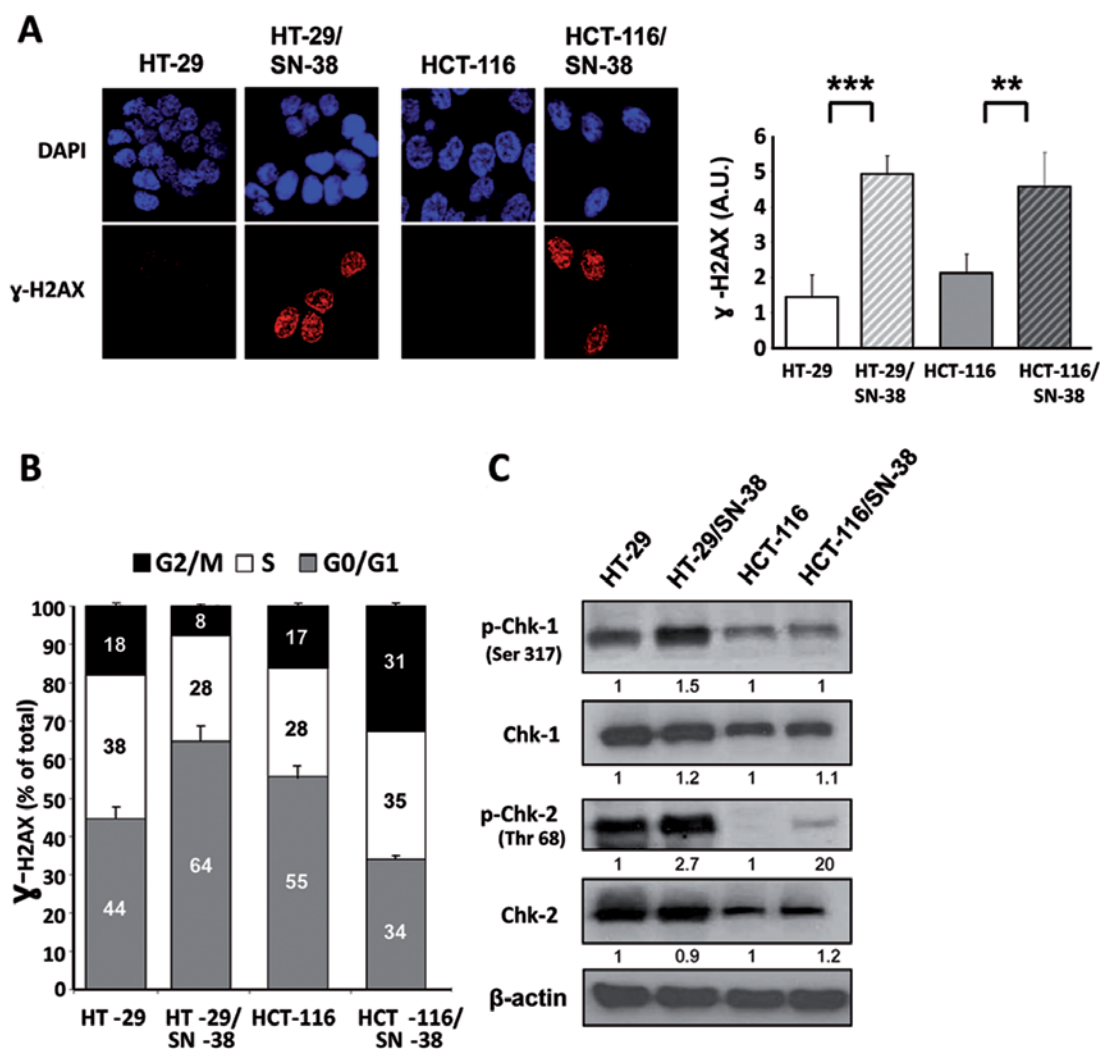 A
HT-29
HT-29/
SN-38
HCT-116
HCT-116/
SN-38
DAPI
ɣ-H2AX
*** **
ɣ -H2AX (A.U.)
6
5
4
3
2
1
0
HT-29
HT-29/
SN-38
HCT-116
HCT-116/
SN-38
B
G2/M S G0/G1
ɣ-H2AX (% of total)
100
90
80
70
60
50
40
30
20
10
0
18
38
44
8
28
64
17
28
55
31
35
34
HT -29
HT -29/
SN -38
HCT-116
HCT -116/
SN -38
C
HT-29
HT-29/SN-38
HCT-116
HCT-116/SN-38
p-Chk-1
(Ser 317)
1 1.5 1 1
Chk-1
1 1.2 1 1.1
p-Chk-2
(Thr 68)
1 2.7 1 20
Chk-2
1 0.9 1 1.2
β-actin